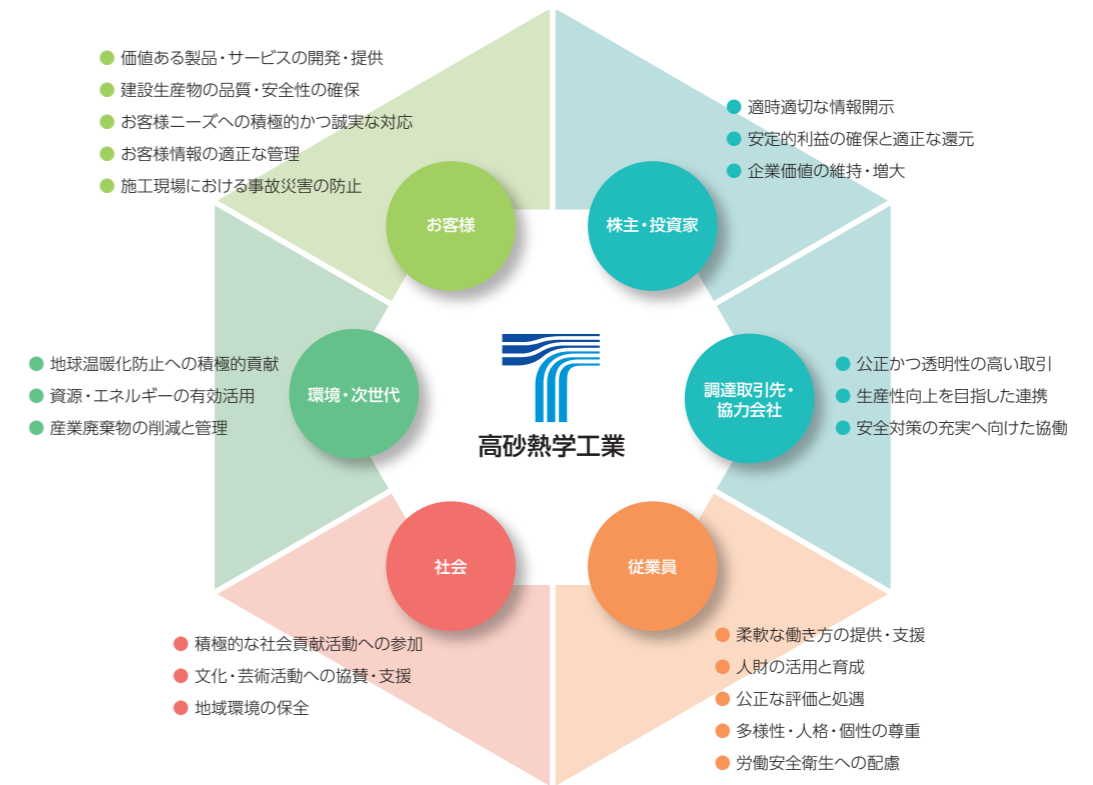 価値ある製品・サービスの開発・提供
建設生産物の品質・安全性の確保
お客様ニーズへの積極的かつ誠実な対応
お客様情報の適正な管理
施工現場における事故災害の防止
お客様
適時適切な情報開示
安定的利益の確保と適正な還元
企業価値の維持・増大
株主・投資家
地球温暖化防止への積極的貢献
資源・エネルギーの有効活用
産業廃棄物の削減と管理
環境・次世代
高砂熱学工業
調達取引先・
協力会社
公正かつ透明性の高い取引
生産性向上を目指した連携
安全対策の充実へ向けた協働
社会
積極的な社会貢献活動への参加
文化・芸術活動への協賛・支援
地域環境の保全
従業員
柔軟な働き方の提供・支援
人財の活用と育成
公正な評価と処遇
多様性・人格・個性の尊重
労働安全衛生への配慮